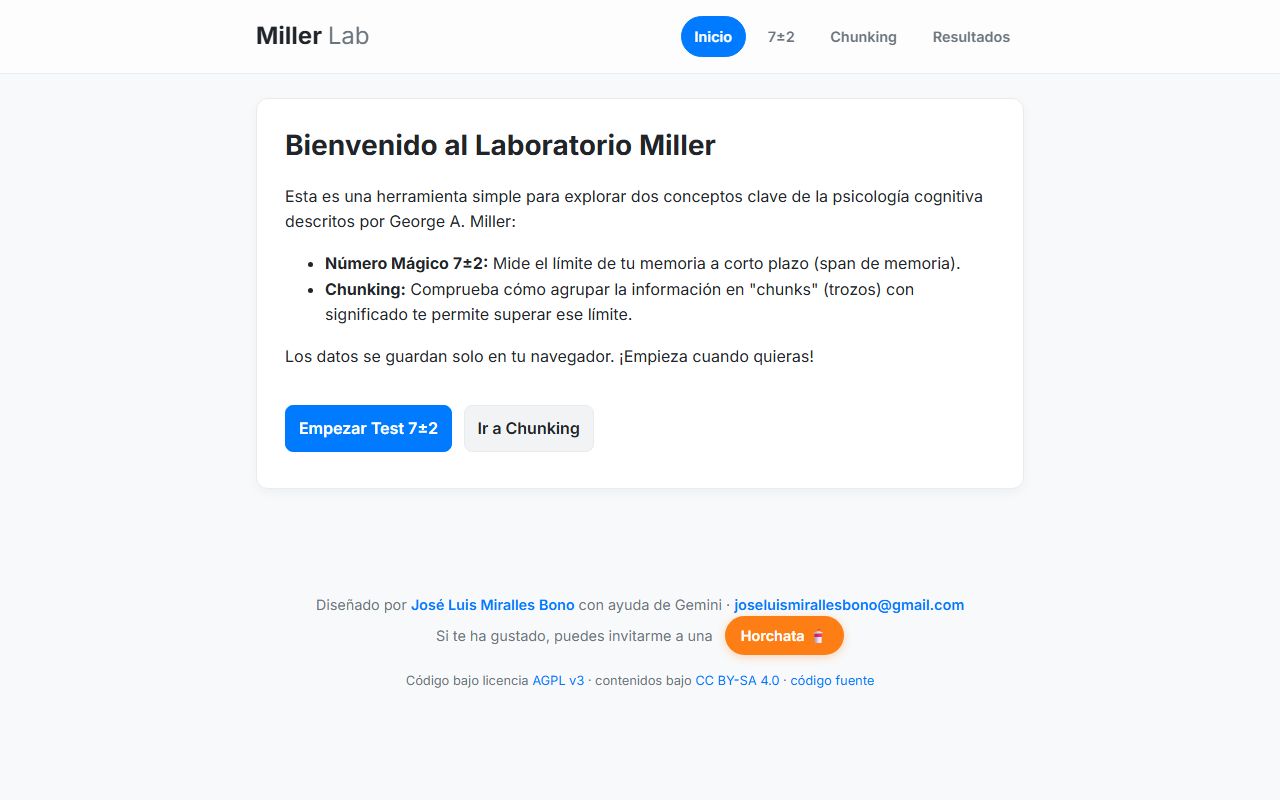 Miller Lab
Inicio
7±2
Chunking
Resultados
Bienvenido al Laboratorio Miller
Esta es una herramienta simple para explorar dos conceptos clave de la psicología cognitiva
descritos por George A. Miller:
• Número Mágico 7±2: Mide el límite de tu memoria a corto plazo (span de memoria).
• Chunking: Comprueba cómo agrupar la información en "chunks" (trozos) con
significado te permite superar ese límite.
Los datos se guardan solo en tu navegador. ¡Empieza cuando quieras!
Empezar Test 7±2
Ir a Chunking
Diseñado por José Luis Miralles Bono con ayuda de Gemini · joseluismirallesbono@gmail.com
Si te ha gustado, puedes invitarme a una Horchata
Código bajo licencia AGPL v3 · contenidos bajo CC BY-SA 4.0 · código fuente